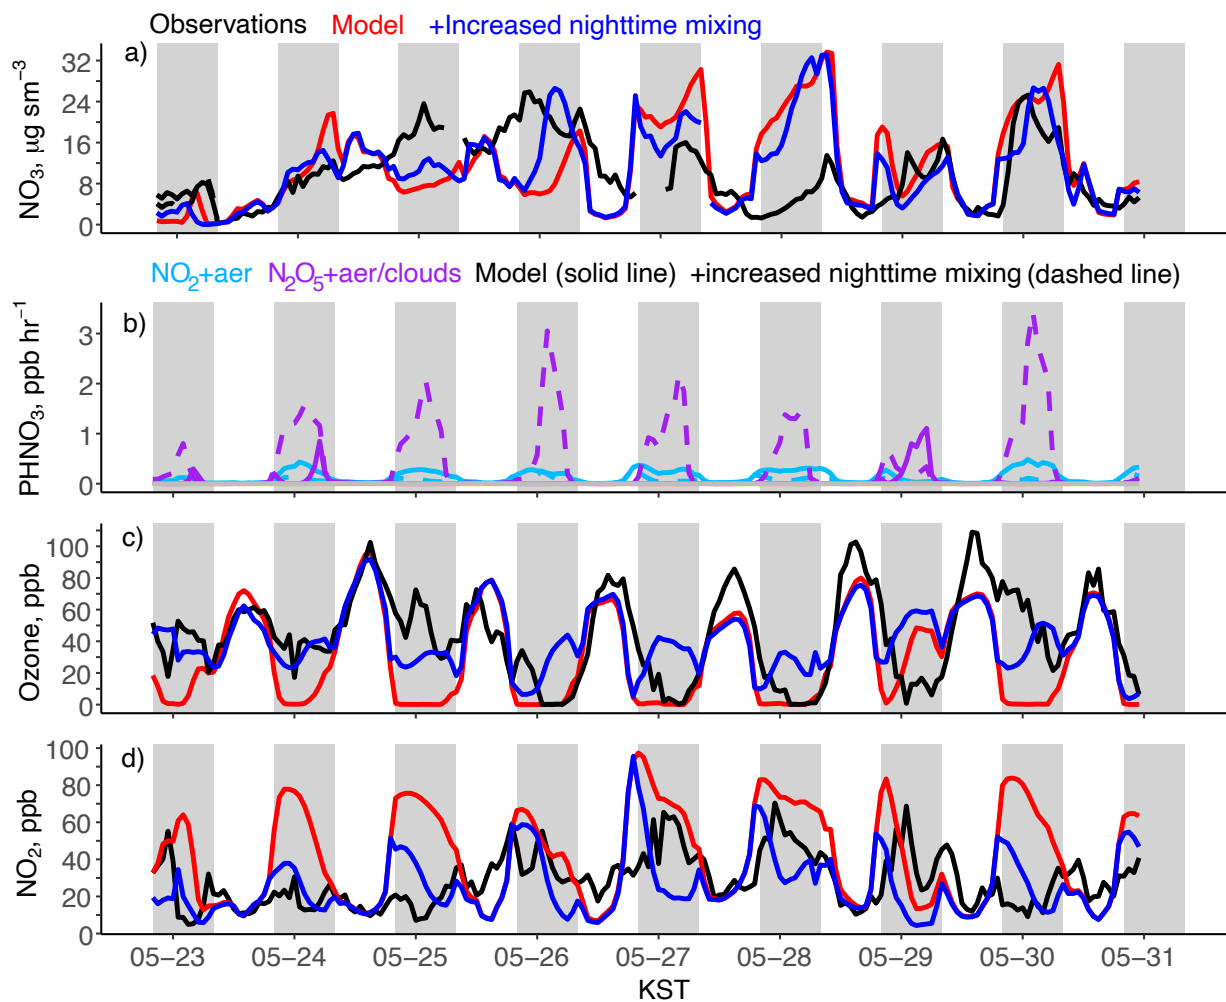 Observations Model +Increased nighttime mixing
a)
NO₃, µg sm⁻³
32
24
16
8
0
NO₂+aer N₂O₅+aer/clouds Model (solid line) +increased nighttime mixing (dashed line)
b)
PHNO₃, ppb hr⁻¹
3
2
1
0
c)
Ozone, ppb
100
80
60
40
20
0
d)
NO₂, ppb
100
80
60
40
20
0
05−23 05−24 05−25 05−26 05−27 05−28 05−29 05−30 05−31
KST